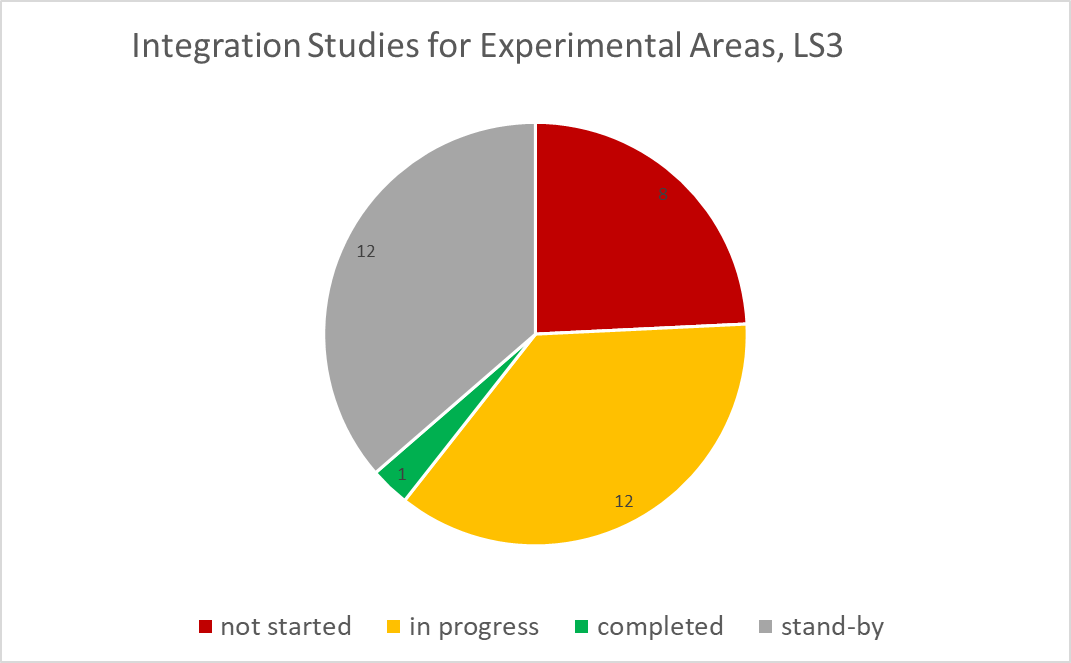 Integration Studies for Experimental Areas, LS3
8
12
12
1
not started in progress completed stand-by